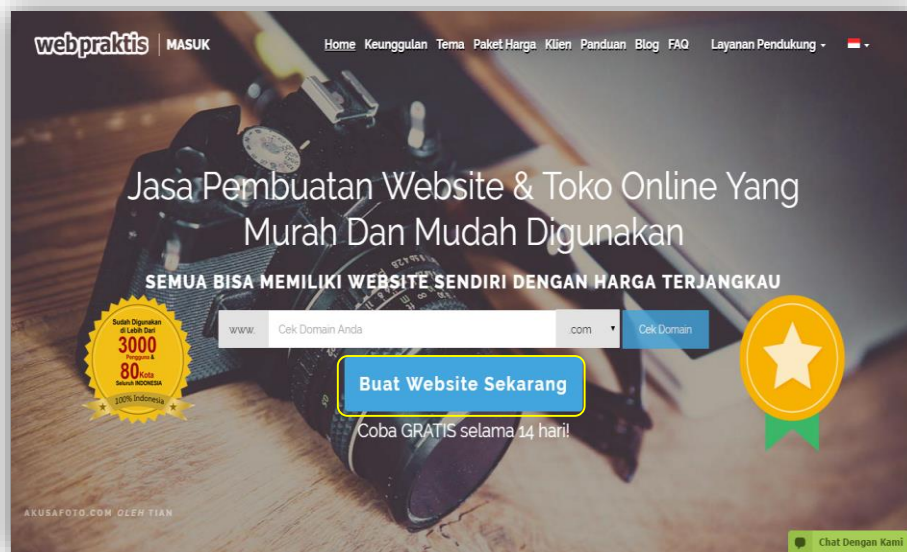 webpraktis
MASUK
Home Keunggulan Tema Paket Harga Klien Panduan Blog FAQ Layanan Pendukung
Jasa Pembuatan Website & Toko Online Yang
Murah Dan Mudah Digunakan
SEMUA BISA MEMILIKI WEBSITE SENDIRI DENGAN HARGA TERJANGKAU
Sudah Digunakan
di Lebih Dari
3000
Pengguna &
80 Kota
Seluruh INDONESIA
100% Indonesia
www. Cek Domain Anda .com Cek Domain
Buat Website Sekarang
Coba GRATIS selama 14 hari!
AKUSAFOTO.COM OLEH TIAN
Chat Dengan Kami